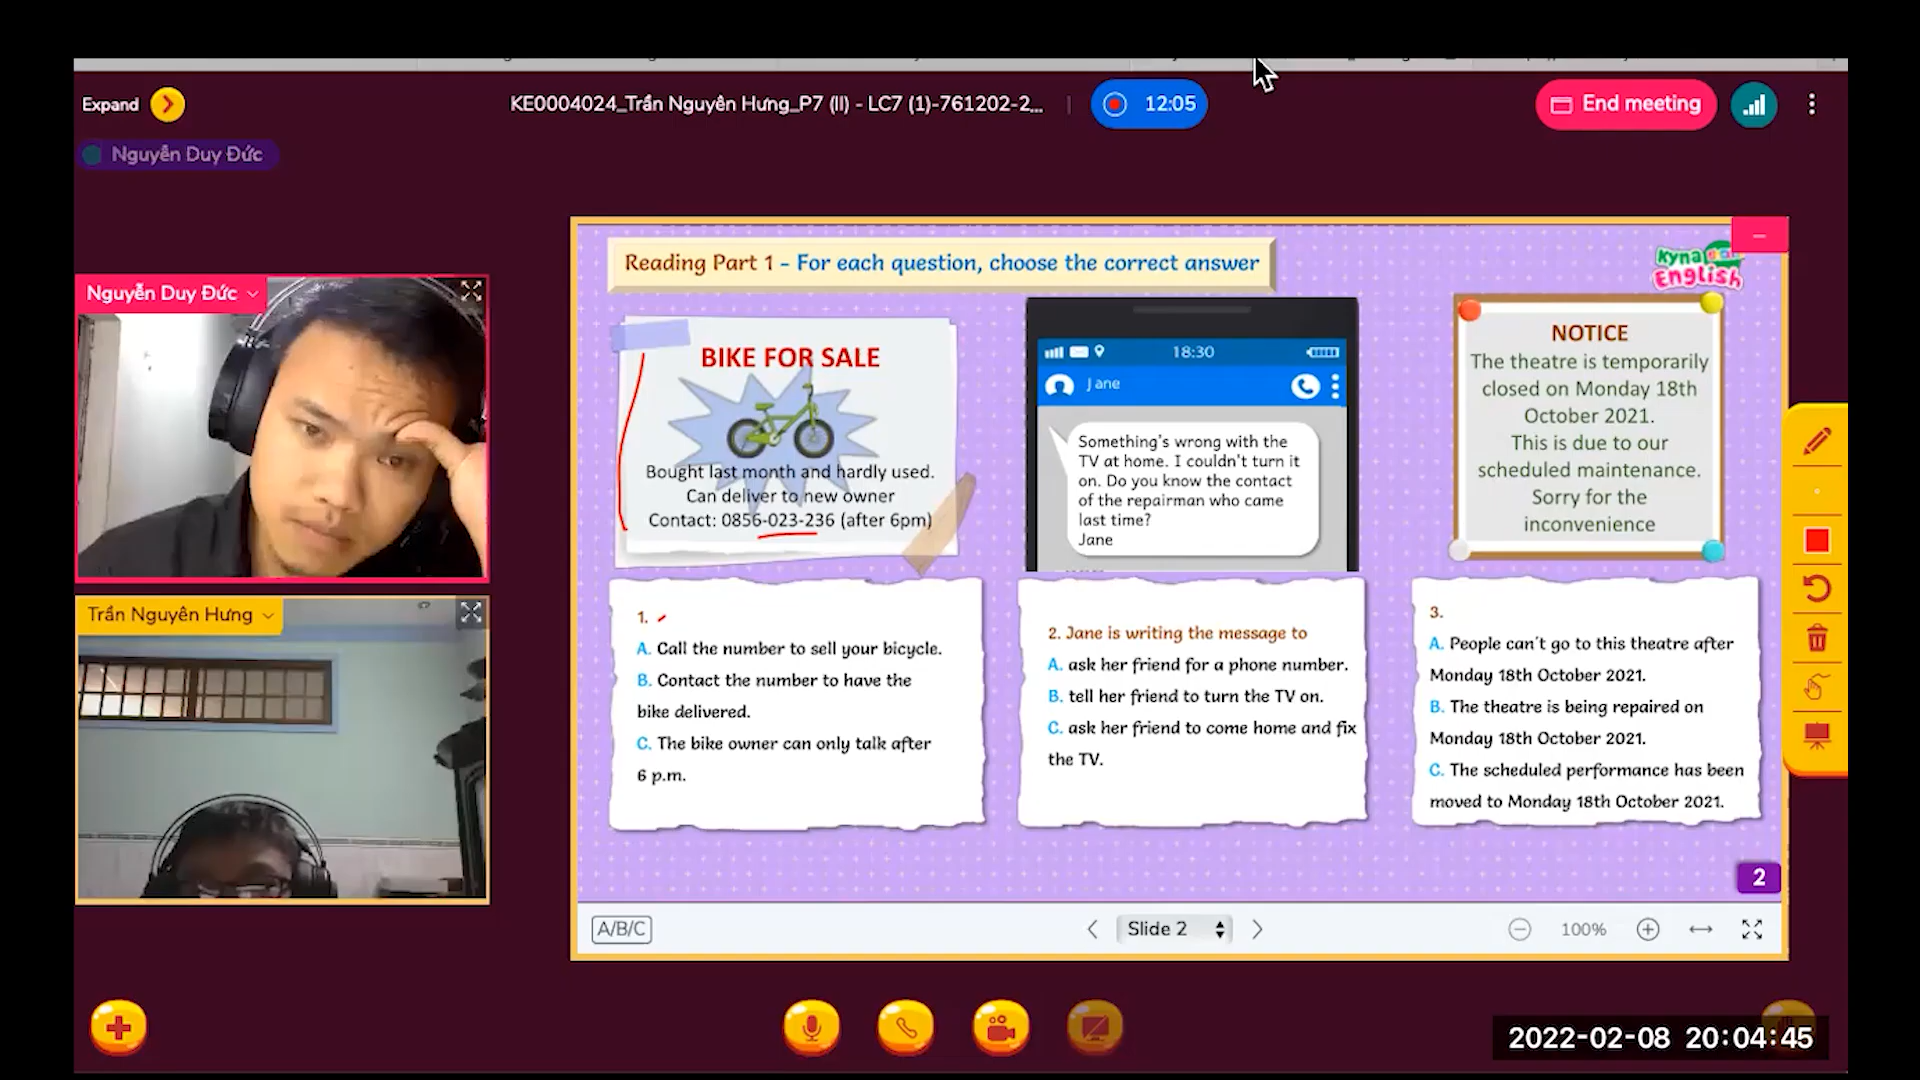 Expand
KE0004024_Trần Nguyên Hưng_P7 (II) - LC7 (1)-761202-2...
12:05
End meeting
Nguyễn Duy Đức
Nguyễn Duy Đức
Trần Nguyên Hưng
Reading Part 1 - For each question, choose the correct answer
Kyna
English
BIKE FOR SALE
Bought last month and hardly used.
Can deliver to new owner
Contact: 0856-023-236 (after 6pm)
18:30
Jane
Something's wrong with the
TV at home. I couldn't turn it
on. Do you know the contact
of the repairman who came
last time?
Jane
NOTICE
The theatre is temporarily
closed on Monday 18th
October 2021.
This is due to our
scheduled maintenance.
Sorry for the
inconvenience
1.
A. Call the number to sell your bicycle.
B. Contact the number to have the
bike delivered.
C. The bike owner can only talk after
6 p.m.
2. Jane is writing the message to
A. ask her friend for a phone number.
B. tell her friend to turn the TV on.
C. ask her friend to come home and fix
the TV.
3.
A. People can't go to this theatre after
Monday 18th October 2021.
B. The theatre is being repaired on
Monday 18th October 2021.
C. The scheduled performance has been
moved to Monday 18th October 2021.
2
A/B/C
Slide 2
100%
2022-02-08 20:04:45